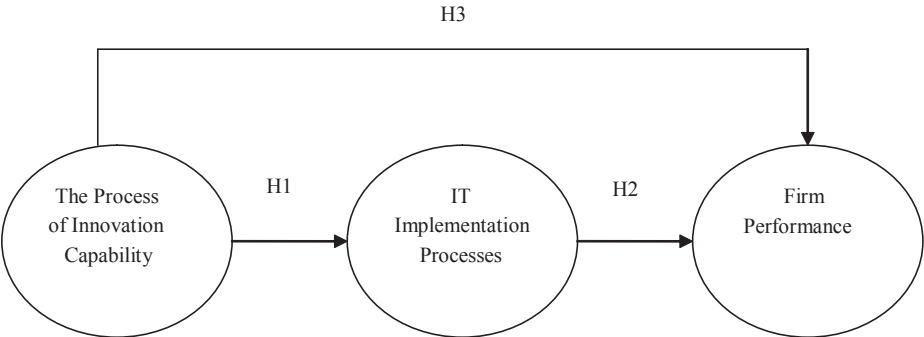 H3
The Process
of Innovation
Capability
H1
IT
Implementation
Processes
H2
Firm
Performance